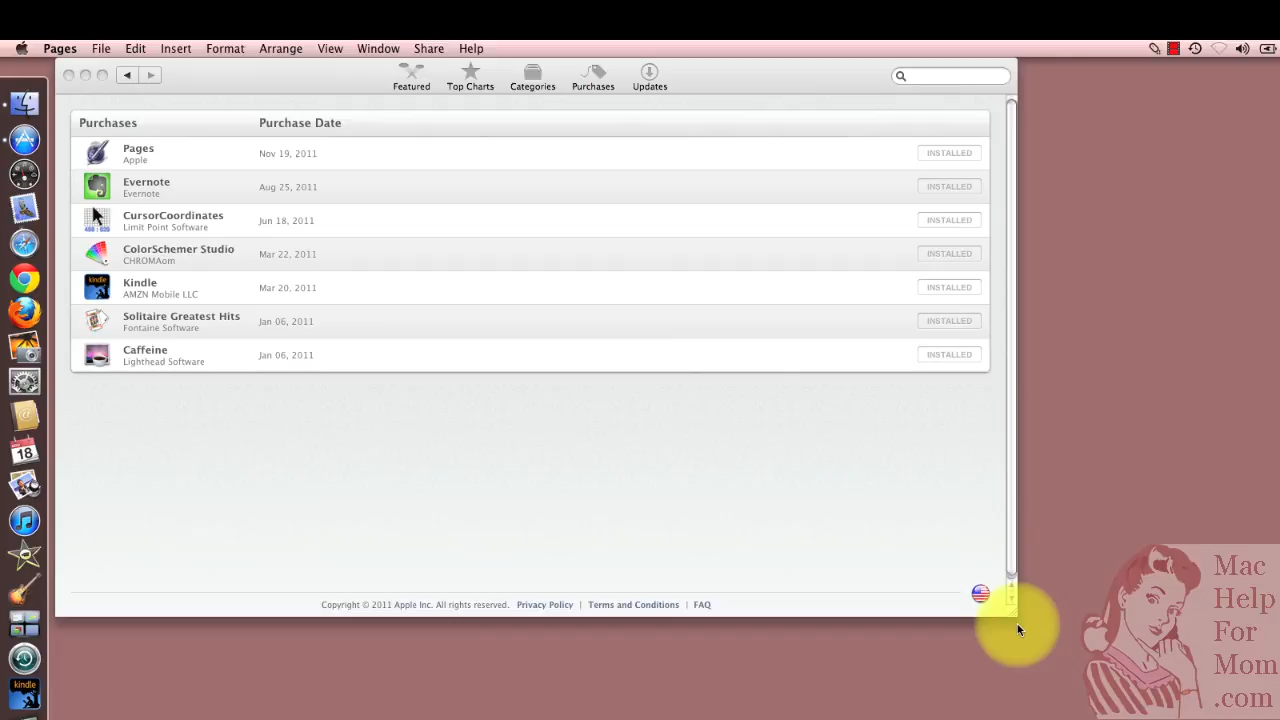 Pages File Edit Insert Format Arrange View Window Share Help
Featured Top Charts Categories Purchases Updates
Purchases Purchase Date
Pages
Apple
Nov 19, 2011
INSTALLED
Evernote
Evernote
Aug 25, 2011
INSTALLED
CursorCoordinates
Limit Point Software
Jun 18, 2011
INSTALLED
ColorSchemer Studio
CHROMAom
Mar 22, 2011
INSTALLED
kindle
Kindle
AMZN Mobile LLC
Mar 20, 2011
INSTALLED
Solitaire Greatest Hits
Fontaine Software
Jan 06, 2011
INSTALLED
Caffeine
Lighthead Software
Jan 06, 2011
INSTALLED
18
kindle
Copyright © 2011 Apple Inc. All rights reserved. Privacy Policy | Terms and Conditions | FAQ
Mac
Help
For
Mom
.com